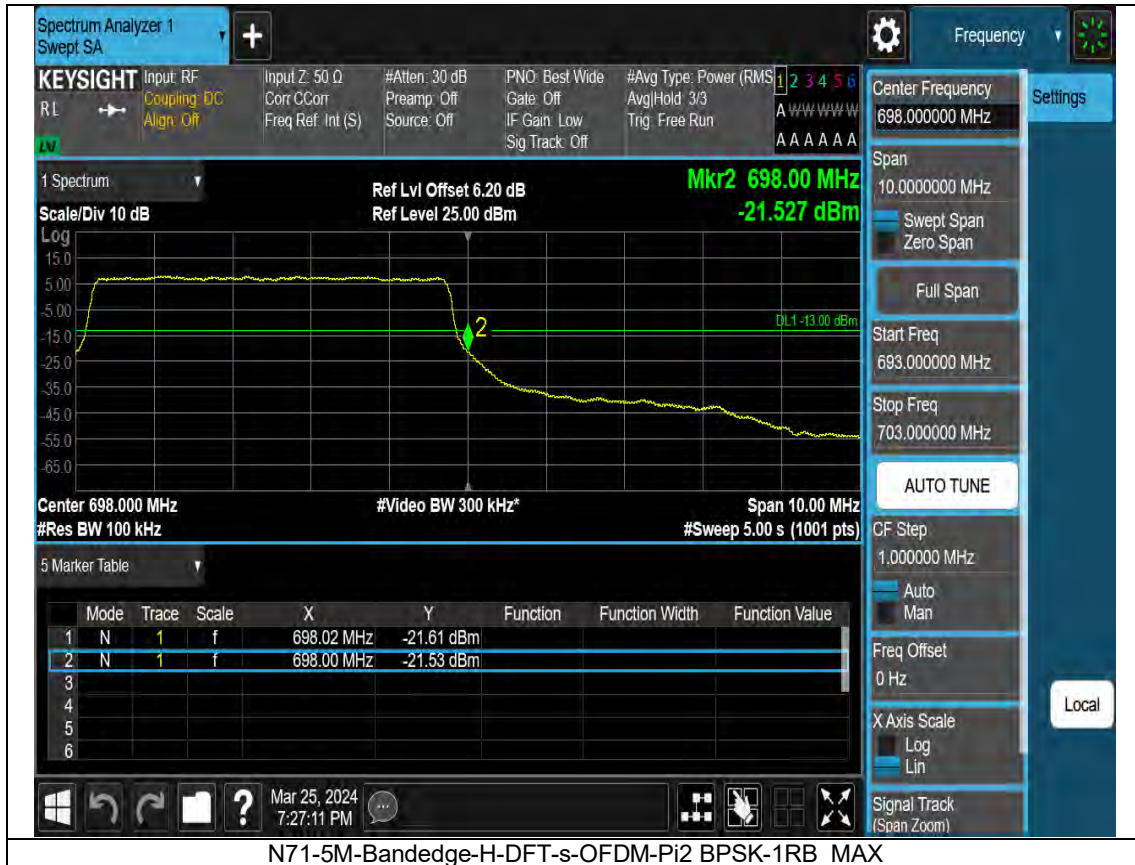 Spectrum Analyzer 1
Swept SA
Frequency
KEYSIGHT Input: RF Input Z: 50 Ω #Atten: 30 dB PNO: Best Wide #Avg Type: Power (RMS 1 2 3 4 5 6
RL Coupling: DC Corr CCorr Preamp: Off Gate: Off Avg|Hold: 3/3 A W W W W W
Align: Off Freq Ref: Int (S) Source: Off IF Gain: Low Trig: Free Run
Sig Track: Off A A A A A A
1 Spectrum
Ref Lvl Offset 6.20 dB
Mkr2 698.00 MHz
Scale/Div 10 dB Ref Level 25.00 dBm -21.527 dBm
Log
15.0
5.00
-5.00
DL1 -13.00 dBm
2
-15.0
-25.0
-35.0
-45.0
-55.0
-65.0
Center 698.000 MHz #Video BW 300 kHz* Span 10.00 MHz
#Res BW 100 kHz #Sweep 5.00 s (1001 pts)
5 Marker Table
Mode Trace Scale X Y Function Function Width Function Value
1 N 1 f 698.02 MHz -21.61 dBm
2 N 1 f 698.00 MHz -21.53 dBm
3
4
5
6
Center Frequency
698.000000 MHz
Settings
Span
10.0000000 MHz
Swept Span
Zero Span
Full Span
Start Freq
693.000000 MHz
Stop Freq
703.000000 MHz
AUTO TUNE
CF Step
1.000000 MHz
Auto
Man
Freq Offset
0 Hz
Local
X Axis Scale
Log
Lin
Signal Track
(Span Zoom)
? Mar 25, 2024
7:27:11 PM
N71-5M-Bandedge-H-DFT-s-OFDM-Pi2 BPSK-1RB_MAX